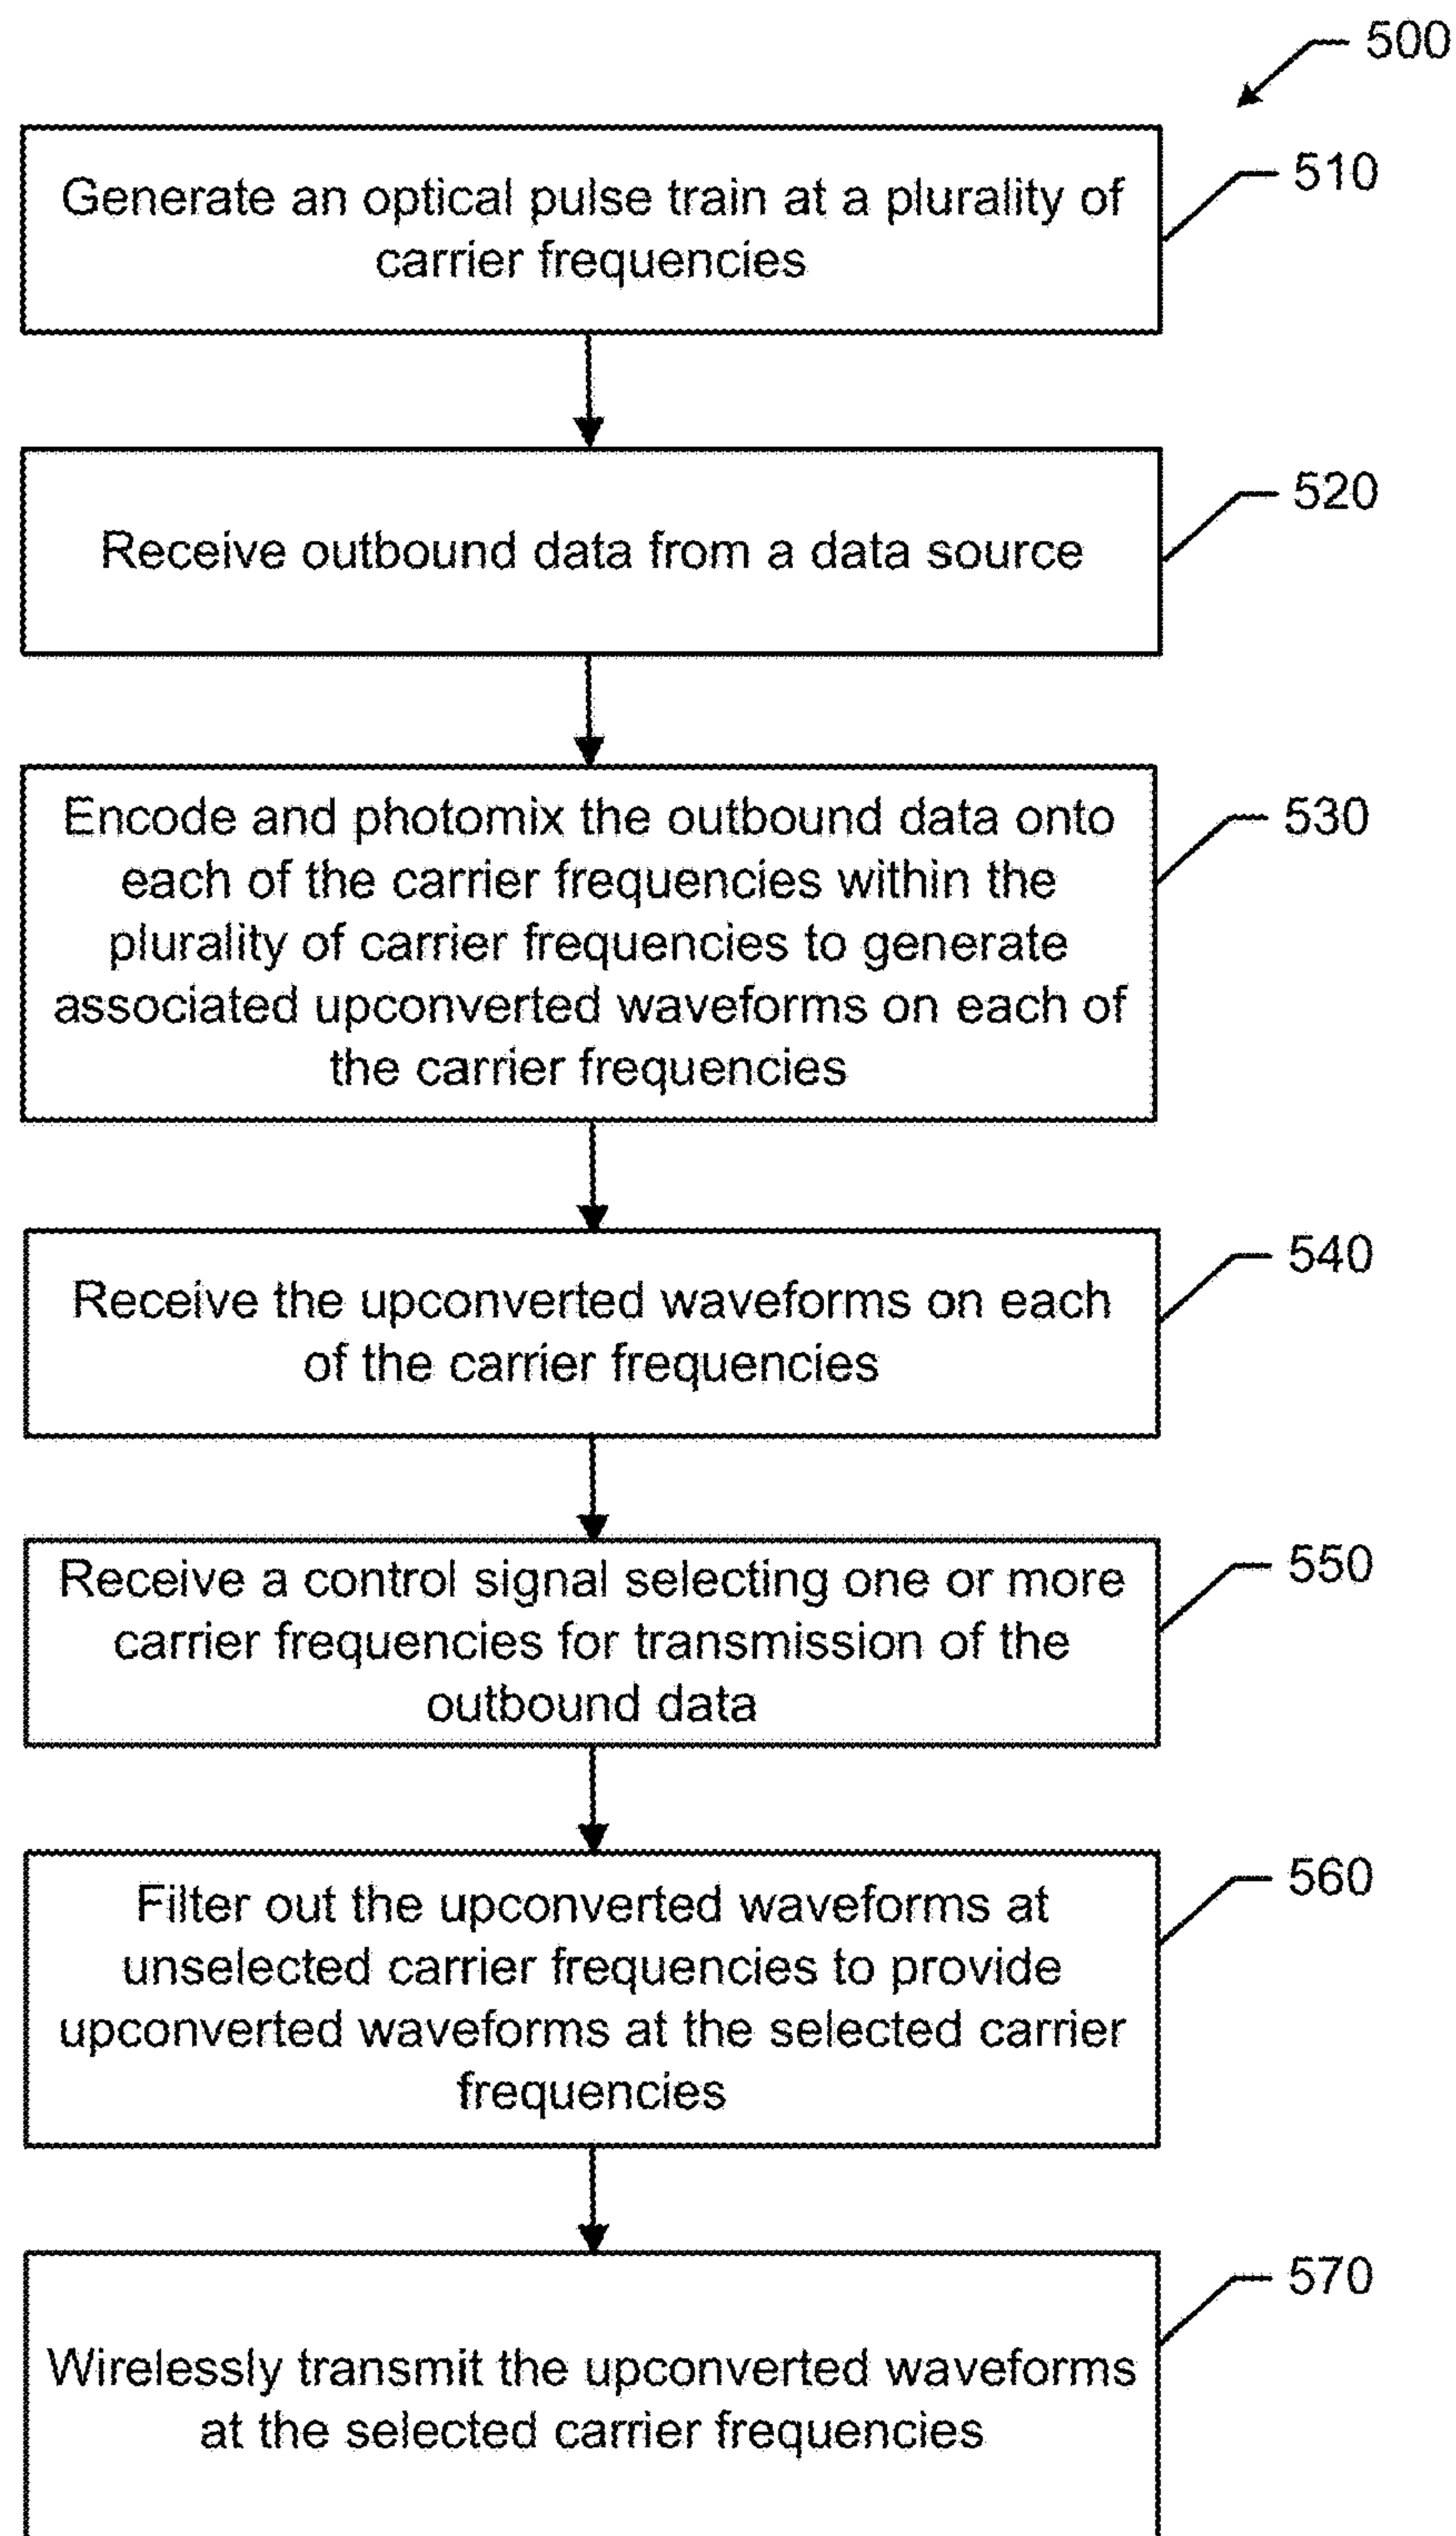 500
Generate an optical pulse train at a plurality of
carrier frequencies
510
Receive outbound data from a data source
520
Encode and photomix the outbound data onto
each of the carrier frequencies within the
plurality of carrier frequencies to generate
associated upconverted waveforms on each of
the carrier frequencies
530
Receive the upconverted waveforms on each
of the carrier frequencies
540
Receive a control signal selecting one or more
carrier frequencies for transmission of the
outbound data
550
Filter out the upconverted waveforms at
unselected carrier frequencies to provide
upconverted waveforms at the selected carrier
frequencies
560
Wirelessly transmit the upconverted waveforms
at the selected carrier frequencies
570